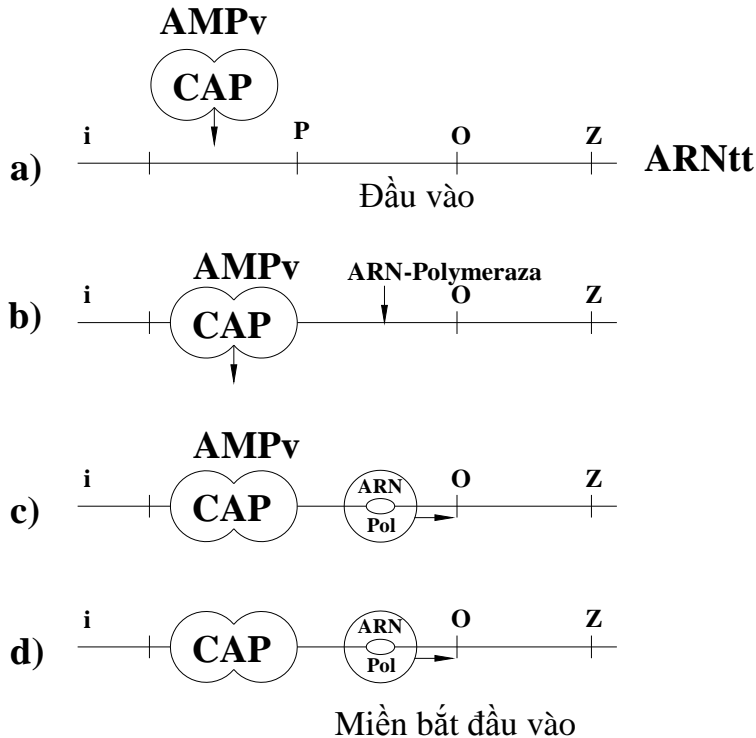 AMPv
CAP
i P O Z
a) ARNtt
Đầu vào
AMPv ARN-Polymeraza
i O Z
b) CAP
AMPv
i O Z
ARN
c) CAP
Pol
i O Z
ARN
d) CAP
Pol
Miền bắt đầu vào